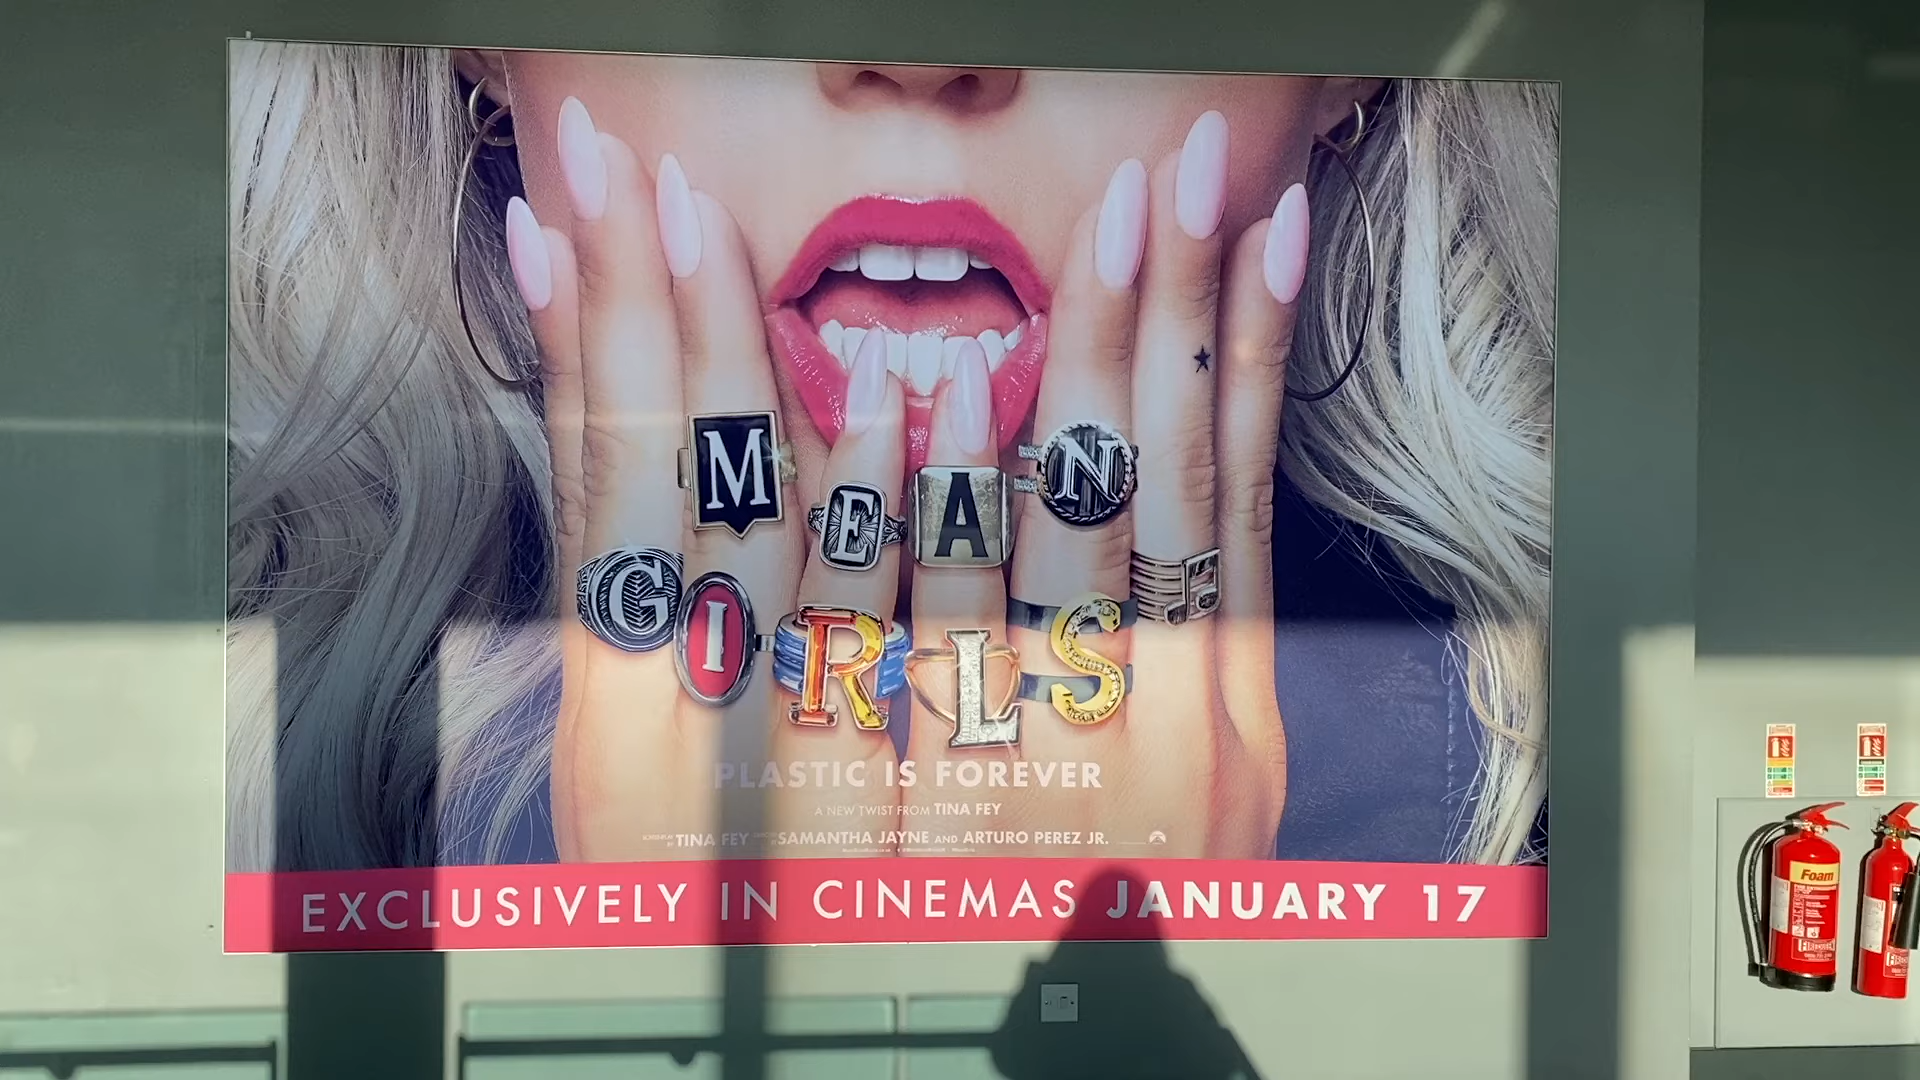 MEAN
GIRLS
PLASTIC IS FOREVER
A NEW TWIST FROM TINA FEY
TINA FEY SAMANTHA JAYNE AND ARTURO PEREZ JR.
EXCLUSIVELY IN CINEMAS JANUARY 17
Foam